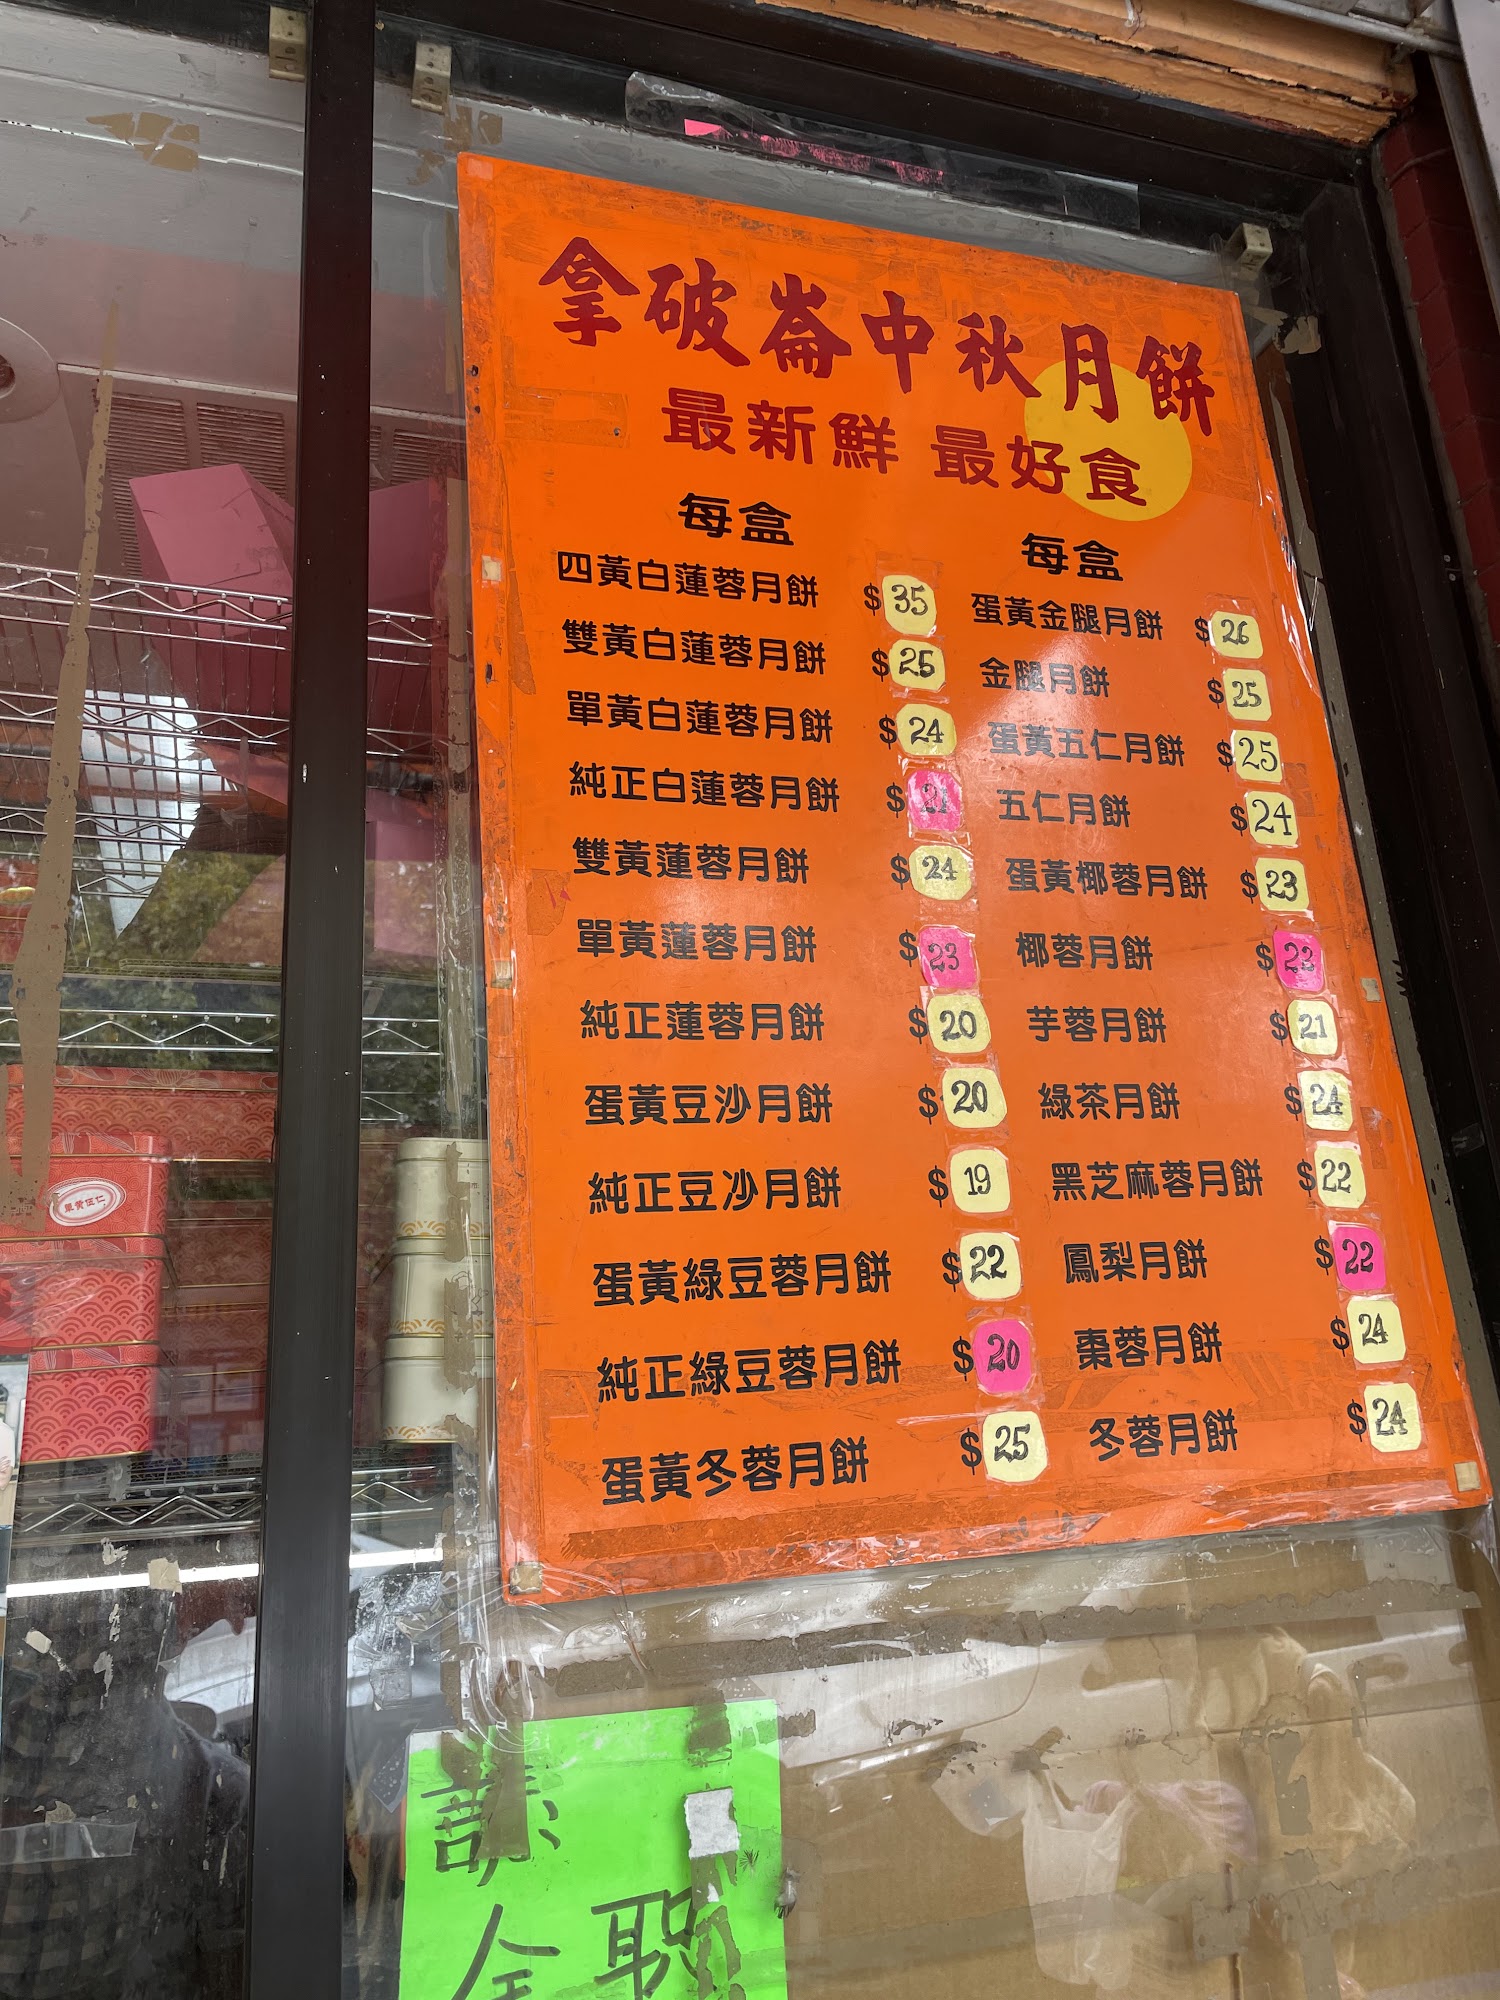 拿破崙中秋月餅
最新鮮 最好食
每盒
四黃白蓮蓉月餅 $35
雙黃白蓮蓉月餅 $25
單黃白蓮蓉月餅 $24
純正白蓮蓉月餅 $21
雙黃蓮蓉月餅 $24
單黃蓮蓉月餅 $23
純正蓮蓉月餅 $20
蛋黃豆沙月餅 $20
純正豆沙月餅 $19
蛋黃綠豆蓉月餅 $22
純正綠豆蓉月餅 $20
蛋黃冬蓉月餅 $25
每盒
蛋黃金腿月餅 $26
金腿月餅 $25
蛋黃五仁月餅 $25
五仁月餅 $24
蛋黃椰蓉月餅 $23
椰蓉月餅 $22
芋蓉月餅 $21
綠茶月餅 $24
黑芝麻蓉月餅 $22
鳳梨月餅 $22
棗蓉月餅 $24
冬蓉月餅 $24
單黃伍仁
請
全職